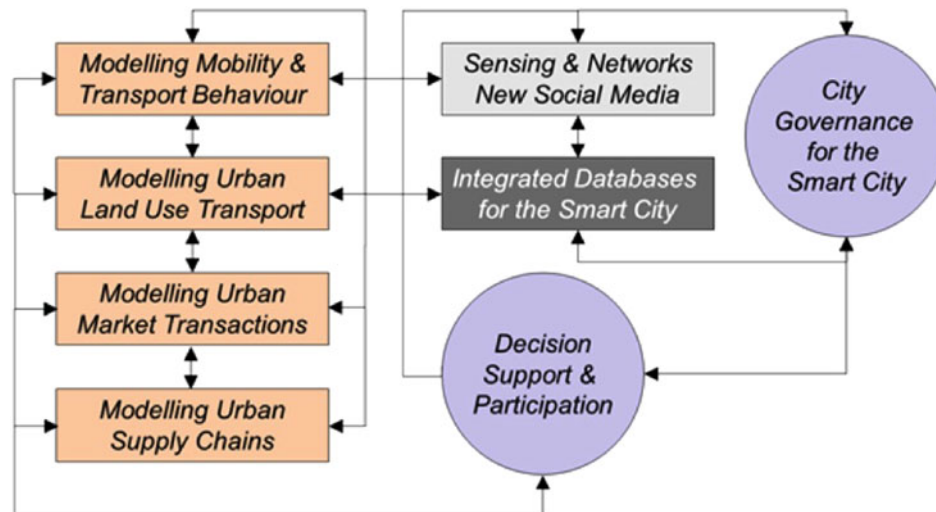 Modelling Mobility &
Transport Behaviour
Sensing & Networks
New Social Media
City
Governance
for the
Smart City
Modelling Urban
Land Use Transport
Integrated Databases
for the Smart City
Modelling Urban
Market Transactions
Decision
Support &
Participation
Modelling Urban
Supply Chains